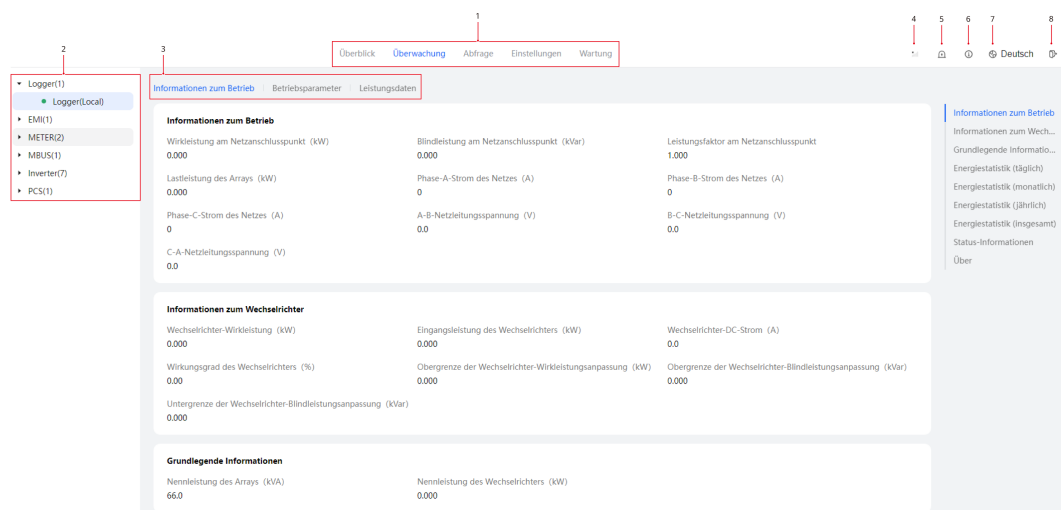 1
2
3
4 5 6 7 8
Überblick Überwachung Abfrage Einstellungen Wartung
Deutsch
Logger(1)
Logger(Local)
EMI(1)
METER(2)
MBUS(1)
Inverter(7)
PCS(1)
Informationen zum Betrieb Betriebsparameter Leistungsdaten
Informationen zum Betrieb
Wirkleistung am Netzanschlusspunkt (kW) Blindleistung am Netzanschlusspunkt (kVar) Leistungsfaktor am Netzanschlusspunkt
0.000 0.000 1.000
Lastleistung des Arrays (kW) Phase-A-Strom des Netzes (A) Phase-B-Strom des Netzes (A)
0.000 0 0
Phase-C-Strom des Netzes (A) A-B-Netzleitungsspannung (V) B-C-Netzleitungsspannung (V)
0 0.0 0.0
C-A-Netzleitungsspannung (V)
0.0
Informationen zum Wechselrichter
Wechselrichter-Wirkleistung (kW) Eingangsleistung des Wechselrichters (kW) Wechselrichter-DC-Strom (A)
0.000 0.000 0.0
Wirkungsgrad des Wechselrichters (%) Obergrenze der Wechselrichter-Wirkleistungsanpassung (kW) Obergrenze der Wechselrichter-Blindleistungsanpassung (kVar)
0.00 0.000 0.000
Untergrenze der Wechselrichter-Blindleistungsanpassung (kVar)
0.000
Grundlegende Informationen
Nennleistung des Arrays (kVA) Nennleistung des Wechselrichters (kW)
66.0 0.000
Informationen zum Betrieb
Informationen zum Wech...
Grundlegende Informatio...
Energiestatistik (täglich)
Energiestatistik (monatlich)
Energiestatistik (jährlich)
Energiestatistik (insgesamt)
Status-Informationen
Über